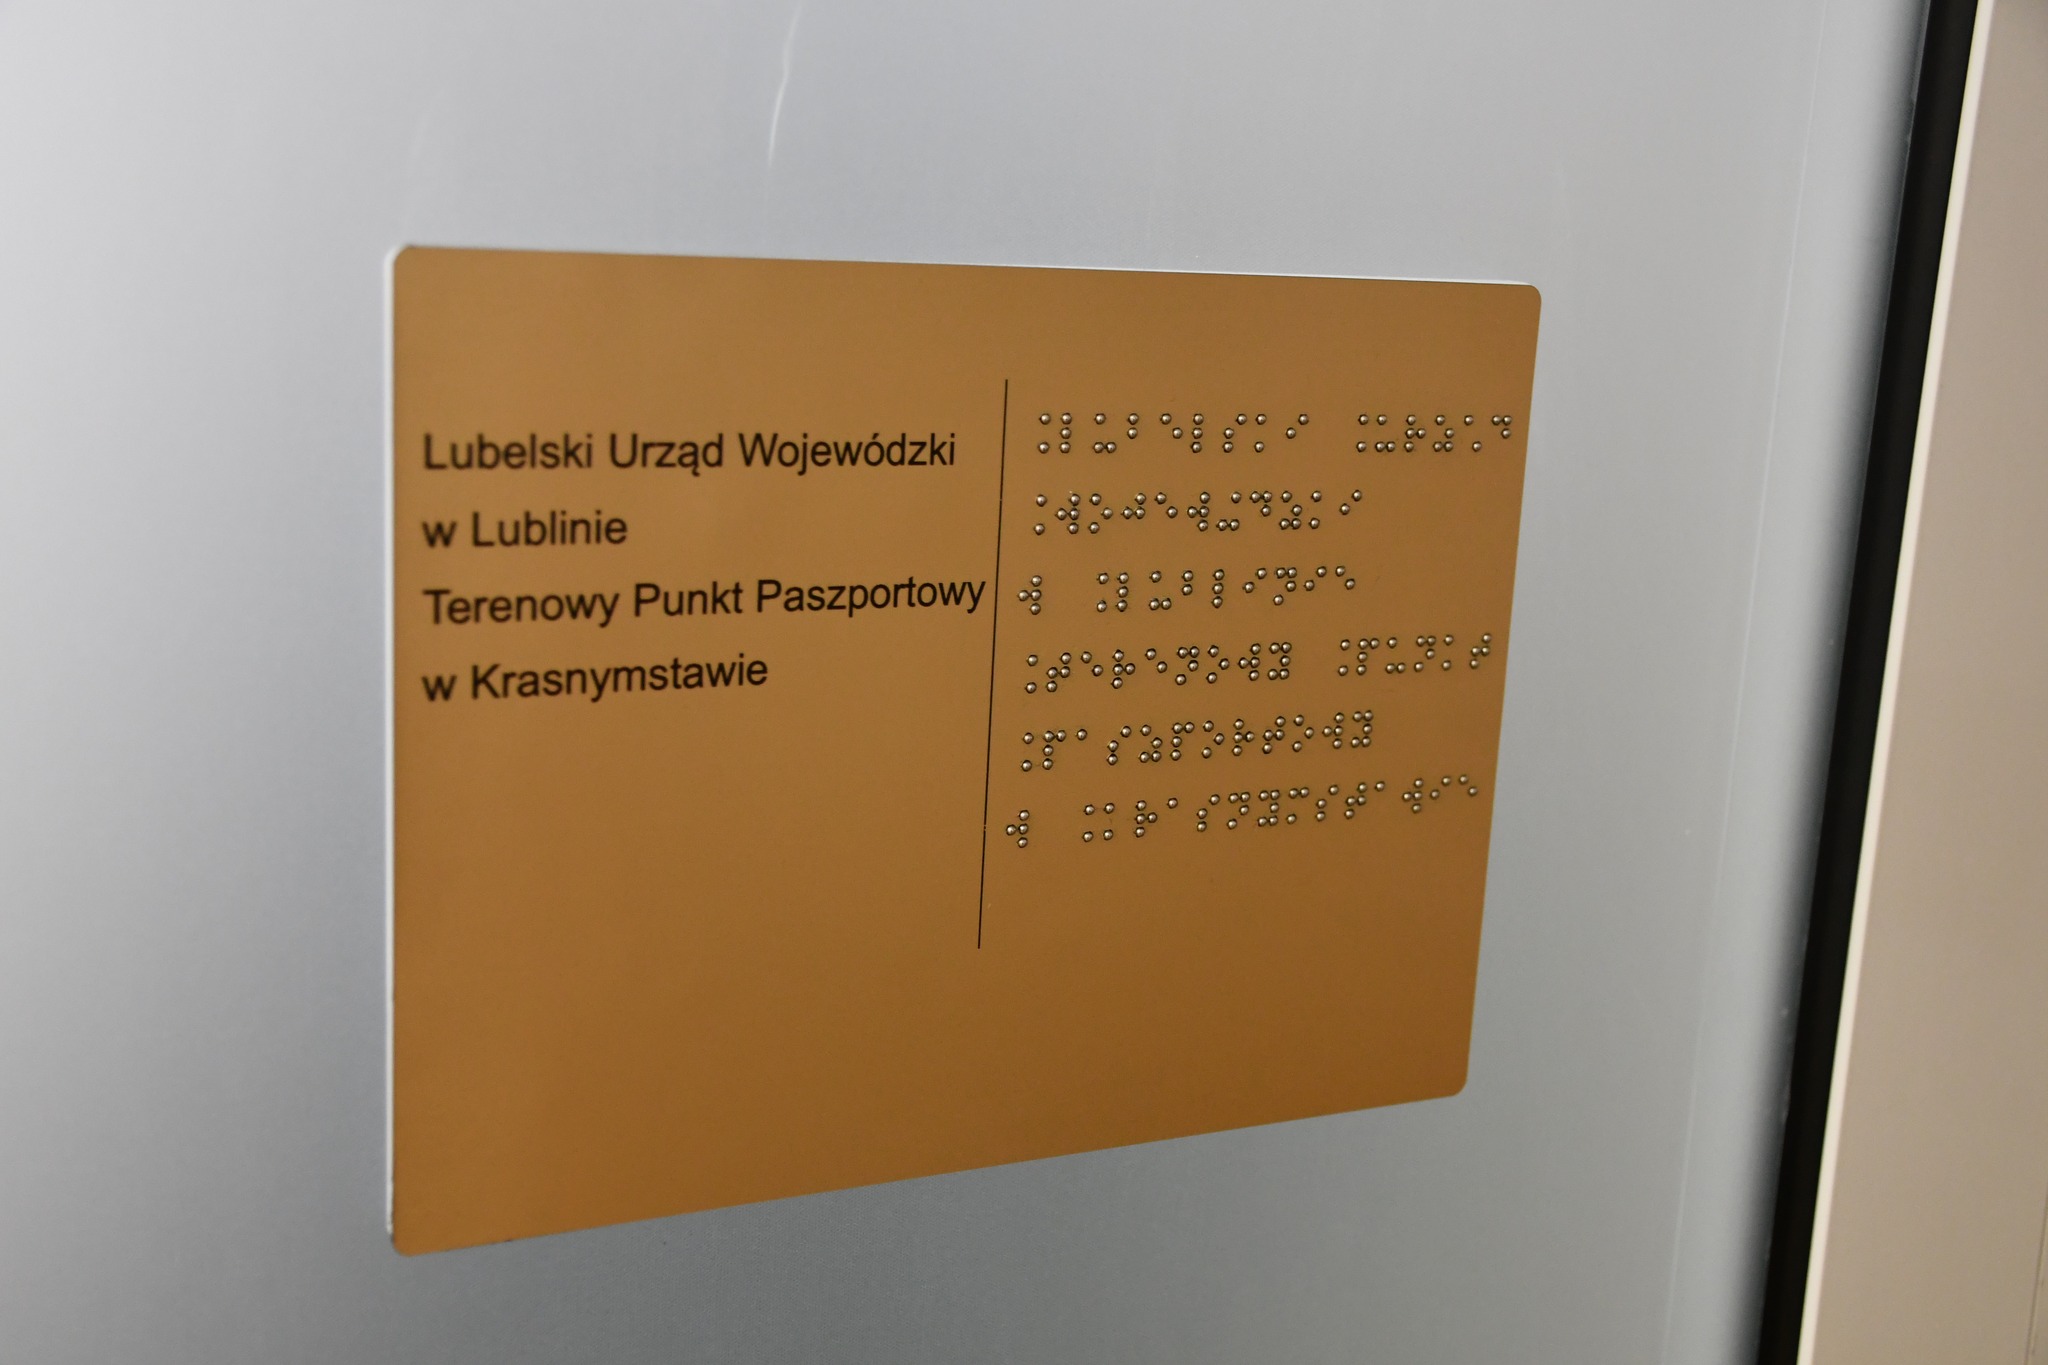 Lubelski Urząd Wojewódzki
w Lublinie
Terenowy Punkt Paszportowy
w Krasnymstawie
⠨⠇⠥⠃⠑⠇⠎⠅⠊ ⠨⠥⠗⠵⠡⠙
⠨⠺⠕⠚⠑⠺⠬⠙⠵⠅⠊
⠺ ⠨⠇⠥⠃⠇⠊⠝⠊⠑
⠨⠞⠑⠗⠑⠝⠕⠺⠽ ⠨⠏⠥⠝⠅⠞
⠨⠏⠁⠎⠵⠏⠕⠗⠞⠕⠺⠽
⠺ ⠨⠅⠗⠁⠎⠝⠽⠍⠎⠞⠁⠺⠊⠑